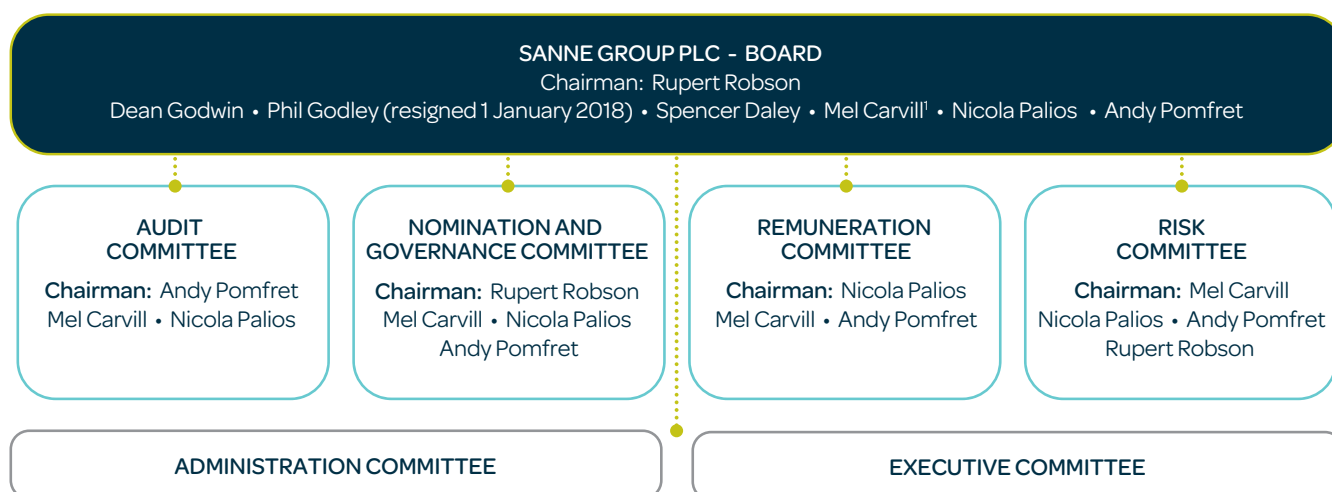 SANNE GROUP PLC - BOARD
Chairman: Rupert Robson
Dean Godwin • Phil Godley (resigned 1 January 2018) • Spencer Daley • Mel Carvill¹ • Nicola Palios • Andy Pomfret
AUDIT
COMMITTEE
Chairman: Andy Pomfret
Mel Carvill • Nicola Palios
NOMINATION AND
GOVERNANCE COMMITTEE
Chairman: Rupert Robson
Mel Carvill • Nicola Palios
Andy Pomfret
REMUNERATION
COMMITTEE
Chairman: Nicola Palios
Mel Carvill • Andy Pomfret
RISK
COMMITTEE
Chairman: Mel Carvill
Nicola Palios • Andy Pomfret
Rupert Robson
ADMINISTRATION COMMITTEE
EXECUTIVE COMMITTEE